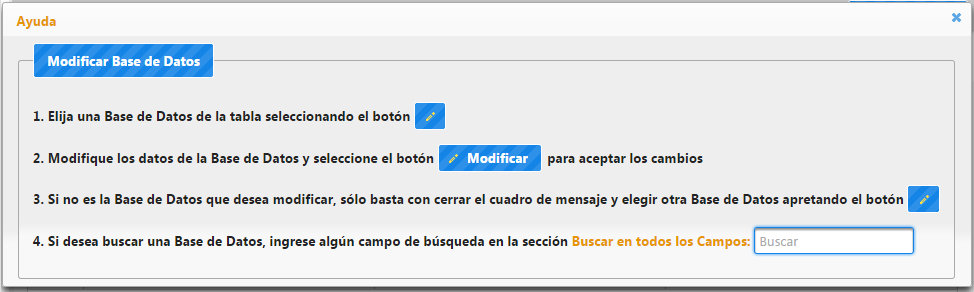 Ayuda
Modificar Base de Datos
1. Elija una Base de Datos de la tabla seleccionando el botón
2. Modifique los datos de la Base de Datos y seleccione el botón Modificar para aceptar los cambios
3. Si no es la Base de Datos que desea modificar, sólo basta con cerrar el cuadro de mensaje y elegir otra Base de Datos apretando el botón
4. Si desea buscar una Base de Datos, ingrese algún campo de búsqueda en la sección Buscar en todos los Campos: Buscar